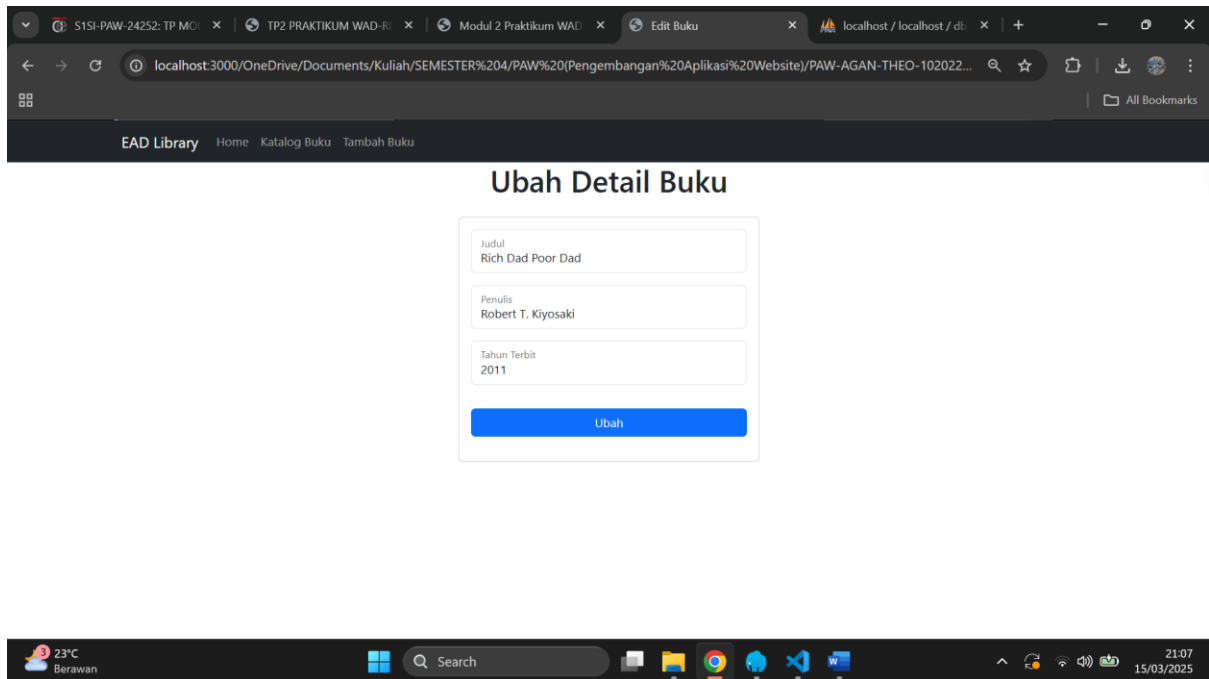 S1SI-PAW-24252: TP MO
TP2 PRAKTIKUM WAD-R
Modul 2 Praktikum WAD
Edit Buku
localhost / localhost / db
localhost:3000/OneDrive/Documents/Kuliah/SEMESTER%204/PAW%20(Pengembangan%20Aplikasi%20Website)/PAW-AGAN-THEO-102022...
All Bookmarks
EAD Library Home Katalog Buku Tambah Buku
Ubah Detail Buku
Judul
Rich Dad Poor Dad
Penulis
Robert T. Kiyosaki
Tahun Terbit
2011
Ubah
3
23°C
Berawan
Search
21:07
15/03/2025